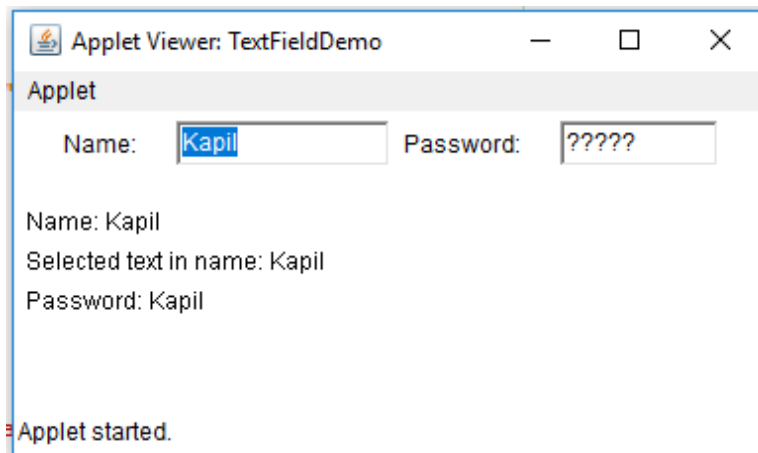 Applet Viewer: TextFieldDemo
Applet
Name: Kapil Password: ?????
Name: Kapil
Selected text in name: Kapil
Password: Kapil
Applet started.